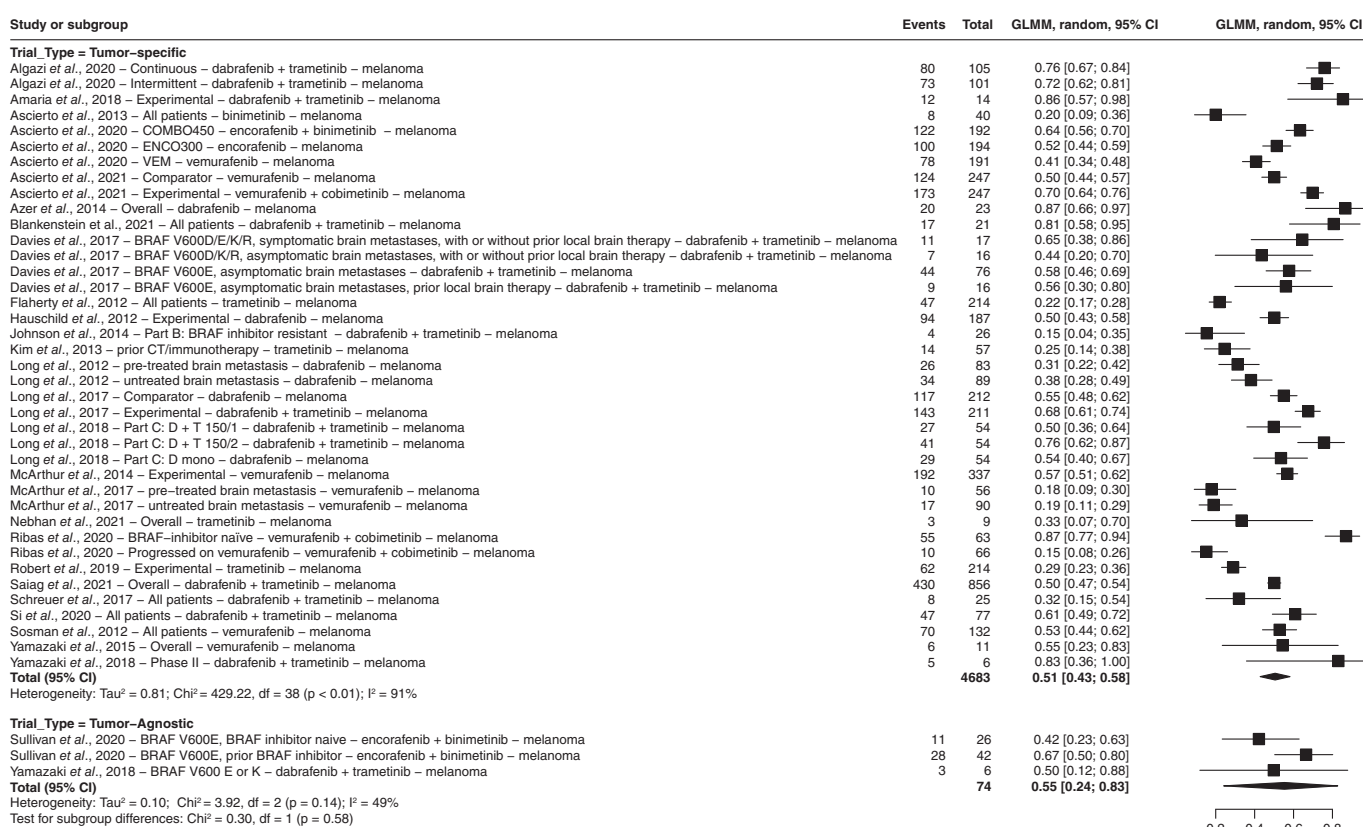 Study or subgroup Events Total GLMM, random, 95% CI GLMM, random, 95% CI
Trial_Type = Tumor−specific
Algazi et al., 2020 − Continuous − dabrafenib + trametinib − melanoma 80 105 0.76 [0.67; 0.84]
Algazi et al., 2020 − Intermittent − dabrafenib + trametinib − melanoma 73 101 0.72 [0.62; 0.81]
Amaria et al., 2018 − Experimental − dabrafenib + trametinib − melanoma 12 14 0.86 [0.57; 0.98]
Ascierto et al., 2013 − All patients − binimetinib − melanoma 8 40 0.20 [0.09; 0.36]
Ascierto et al., 2020 − COMBO450 − encorafenib + binimetinib − melanoma 122 192 0.64 [0.56; 0.70]
Ascierto et al., 2020 − ENCO300 − encorafenib − melanoma 100 194 0.52 [0.44; 0.59]
Ascierto et al., 2020 − VEM − vemurafenib − melanoma 78 191 0.41 [0.34; 0.48]
Ascierto et al., 2021 − Comparator − vemurafenib − melanoma 124 247 0.50 [0.44; 0.57]
Ascierto et al., 2021 − Experimental − vemurafenib + cobimetinib − melanoma 173 247 0.70 [0.64; 0.76]
Azer et al., 2014 − Overall − dabrafenib − melanoma 20 23 0.87 [0.66; 0.97]
Blankenstein et al., 2021 − All patients − dabrafenib + trametinib − melanoma 17 21 0.81 [0.58; 0.95]
Davies et al., 2017 − BRAF V600D/E/K/R, symptomatic brain metastases, with or without prior local brain therapy − dabrafenib + trametinib − melanoma 11 17 0.65 [0.38; 0.86]
Davies et al., 2017 − BRAF V600D/K/R, asymptomatic brain metastases, with or without prior local brain therapy − dabrafenib + trametinib − melanoma 7 16 0.44 [0.20; 0.70]
Davies et al., 2017 − BRAF V600E, asymptomatic brain metastases − dabrafenib + trametinib − melanoma 44 76 0.58 [0.46; 0.69]
Davies et al., 2017 − BRAF V600E, asymptomatic brain metastases, prior local brain therapy − dabrafenib + trametinib − melanoma 9 16 0.56 [0.30; 0.80]
Flaherty et al., 2012 − All patients − trametinib − melanoma 47 214 0.22 [0.17; 0.28]
Hauschild et al., 2012 − Experimental − dabrafenib − melanoma 94 187 0.50 [0.43; 0.58]
Johnson et al., 2014 − Part B: BRAF inhibitor resistant − dabrafenib + trametinib − melanoma 4 26 0.15 [0.04; 0.35]
Kim et al., 2013 − prior CT/immunotherapy − trametinib − melanoma 14 57 0.25 [0.14; 0.38]
Long et al., 2012 − pre-treated brain metastasis − dabrafenib − melanoma 26 83 0.31 [0.22; 0.42]
Long et al., 2012 − untreated brain metastasis − dabrafenib − melanoma 34 89 0.38 [0.28; 0.49]
Long et al., 2017 − Comparator − dabrafenib − melanoma 117 212 0.55 [0.48; 0.62]
Long et al., 2017 − Experimental − dabrafenib + trametinib − melanoma 143 211 0.68 [0.61; 0.74]
Long et al., 2018 − Part C: D + T 150/1 − dabrafenib + trametinib − melanoma 27 54 0.50 [0.36; 0.64]
Long et al., 2018 − Part C: D + T 150/2 − dabrafenib + trametinib − melanoma 41 54 0.76 [0.62; 0.87]
Long et al., 2018 − Part C: D mono − dabrafenib − melanoma 29 54 0.54 [0.40; 0.67]
McArthur et al., 2014 − Experimental − vemurafenib − melanoma 192 337 0.57 [0.51; 0.62]
McArthur et al., 2017 − pre−treated brain metastasis − vemurafenib − melanoma 10 56 0.18 [0.09; 0.30]
McArthur et al., 2017 − untreated brain metastasis − vemurafenib − melanoma 17 90 0.19 [0.11; 0.29]
Nebhan et al., 2021 − Overall − trametinib − melanoma 3 9 0.33 [0.07; 0.70]
Ribas et al., 2020 − BRAF−inhibitor naïve − vemurafenib + cobimetinib − melanoma 55 63 0.87 [0.77; 0.94]
Ribas et al., 2020 − Progressed on vemurafenib − vemurafenib + cobimetinib − melanoma 10 66 0.15 [0.08; 0.26]
Robert et al., 2019 − Experimental − trametinib − melanoma 62 214 0.29 [0.23; 0.36]
Saiag et al., 2021 − Overall − dabrafenib + trametinib − melanoma 430 856 0.50 [0.47; 0.54]
Schreuer et al., 2017 − All patients − dabrafenib + trametinib − melanoma 8 25 0.32 [0.15; 0.54]
Si et al., 2020 − All patients − dabrafenib + trametinib − melanoma 47 77 0.61 [0.49; 0.72]
Sosman et al., 2012 − All patients − vemurafenib − melanoma 70 132 0.53 [0.44; 0.62]
Yamazaki et al., 2015 − Overall − vemurafenib − melanoma 6 11 0.55 [0.23; 0.83]
Yamazaki et al., 2018 − Phase II − dabrafenib + trametinib − melanoma 5 6 0.83 [0.36; 1.00]
Total (95% CI) 4683 0.51 [0.43; 0.58]
Heterogeneity: Tau² = 0.81; Chi² = 429.22, df = 38 (p < 0.01); I² = 91%
Trial_Type = Tumor−Agnostic
Sullivan et al., 2020 − BRAF V600E, BRAF inhibitor naive − encorafenib + binimetinib − melanoma 11 26 0.42 [0.23; 0.63]
Sullivan et al., 2020 − BRAF V600E, prior BRAF inhibitor − encorafenib + binimetinib − melanoma 28 42 0.67 [0.50; 0.80]
Yamazaki et al., 2018 − BRAF V600 E or K − dabrafenib + trametinib − melanoma 3 6 0.50 [0.12; 0.88]
Total (95% CI) 74 0.55 [0.24; 0.83]
Heterogeneity: Tau² = 0.10; Chi² = 3.92, df = 2 (p = 0.14); I² = 49%
Test for subgroup differences: Chi² = 0.30, df = 1 (p = 0.58)
0.2 0.4 0.6 0.8